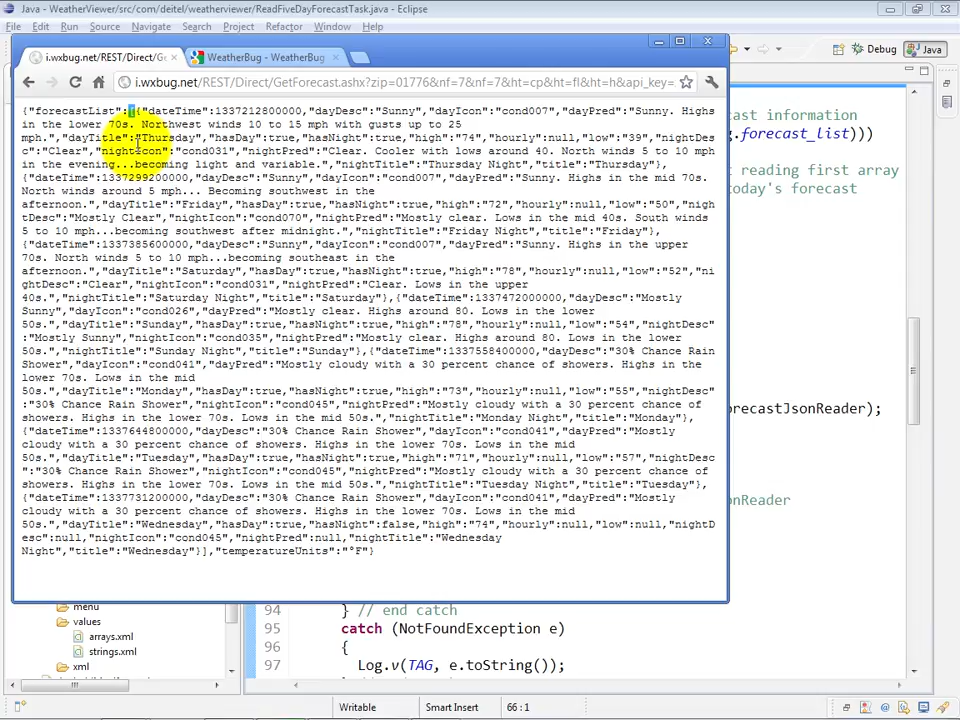 Java - WeatherViewer/src/com/deitel/weatherviewer/ReadFiveDayForecastTask.java - Eclipse
File Edit Run Source Navigate Search Project Refactor Window Help
i.wxbug.net/REST/Direct/Ge
WeatherBug - WeatherBug
i.wxbug.net/REST/Direct/GetForecast.ashx?zip=01776&nf=7&nf=7&ht=cp&ht=fl&ht=h&api_key=
Debug Java
{"forecastList":[{"dateTime":1337212800000,"dayDesc":"Sunny","dayIcon":"cond007","dayPred":"Sunny. Highs
in the lower 70s. Northwest winds 10 to 15 mph with gusts up to 25
mph.","dayTitle":"Thursday","hasDay":true,"hasNight":true,"high":"74","hourly":null,"low":"39","nightDes
c":"Clear","nightIcon":"cond031","nightPred":"Clear. Cooler with lows around 40. North winds 5 to 10 mph
in the evening...becoming light and variable.","nightTitle":"Thursday Night","title":"Thursday"},
{"dateTime":1337299200000,"dayDesc":"Sunny","dayIcon":"cond007","dayPred":"Sunny. Highs in the mid 70s.
North winds around 5 mph... Becoming southwest in the
afternoon.","dayTitle":"Friday","hasDay":true,"hasNight":true,"high":"72","hourly":null,"low":"50","nigh
tDesc":"Mostly Clear","nightIcon":"cond070","nightPred":"Mostly clear. Lows in the mid 40s. South winds
5 to 10 mph...becoming southwest after midnight.","nightTitle":"Friday Night","title":"Friday"},
{"dateTime":1337385600000,"dayDesc":"Sunny","dayIcon":"cond007","dayPred":"Sunny. Highs in the upper
70s. North winds 5 to 10 mph...becoming southeast in the
afternoon.","dayTitle":"Saturday","hasDay":true,"hasNight":true,"high":"78","hourly":null,"low":"52","ni
ghtDesc":"Clear","nightIcon":"cond031","nightPred":"Clear. Lows in the upper
40s.","nightTitle":"Saturday Night","title":"Saturday"},{"dateTime":1337472000000,"dayDesc":"Mostly
Sunny","dayIcon":"cond026","dayPred":"Mostly clear. Highs around 80. Lows in the lower
50s.","dayTitle":"Sunday","hasDay":true,"hasNight":true,"high":"78","hourly":null,"low":"54","nightDesc"
:"Mostly Sunny","nightIcon":"cond035","nightPred":"Mostly clear. Highs around 80. Lows in the lower
50s.","nightTitle":"Sunday Night","title":"Sunday"},{"dateTime":1337558400000,"dayDesc":"30% Chance Rain
Shower","dayIcon":"cond041","dayPred":"Mostly cloudy with a 30 percent chance of showers. Highs in the
lower 70s. Lows in the mid
50s.","dayTitle":"Monday","hasDay":true,"hasNight":true,"high":"73","hourly":null,"low":"55","nightDesc"
:"30% Chance Rain Shower","nightIcon":"cond045","nightPred":"Mostly cloudy with a 30 percent chance of
showers. Highs in the lower 70s. Lows in the mid 50s.","nightTitle":"Monday Night","title":"Monday"},
{"dateTime":1337644800000,"dayDesc":"30% Chance Rain Shower","dayIcon":"cond041","dayPred":"Mostly
cloudy with a 30 percent chance of showers. Highs in the lower 70s. Lows in the mid
50s.","dayTitle":"Tuesday","hasDay":true,"hasNight":true,"high":"71","hourly":null,"low":"57","nightDesc
":"30% Chance Rain Shower","nightIcon":"cond045","nightPred":"Mostly cloudy with a 30 percent chance of
showers. Highs in the lower 70s. Lows in the mid 50s.","nightTitle":"Tuesday Night","title":"Tuesday"},
{"dateTime":1337731200000,"dayDesc":"30% Chance Rain Shower","dayIcon":"cond041","dayPred":"Mostly
cloudy with a 30 percent chance of showers. Highs in the lower 70s. Lows in the mid
50s.","dayTitle":"Wednesday","hasDay":true,"hasNight":false,"high":"74","hourly":null,"low":null,"nightD
esc":null,"nightIcon":"cond045","nightPred":null,"nightTitle":"Wednesday
Night","title":"Wednesday"}],"temperatureUnits":"°F"}
cast information
g.forecast_list)))
t reading first array
today's forecast
orecastJsonReader);
onReader
menu
values
arrays.xml
strings.xml
xml
94 } // end catch
95 catch (NotFoundException e)
96 {
97 Log.v(TAG, e.toString());
Writable Smart Insert 66 : 1